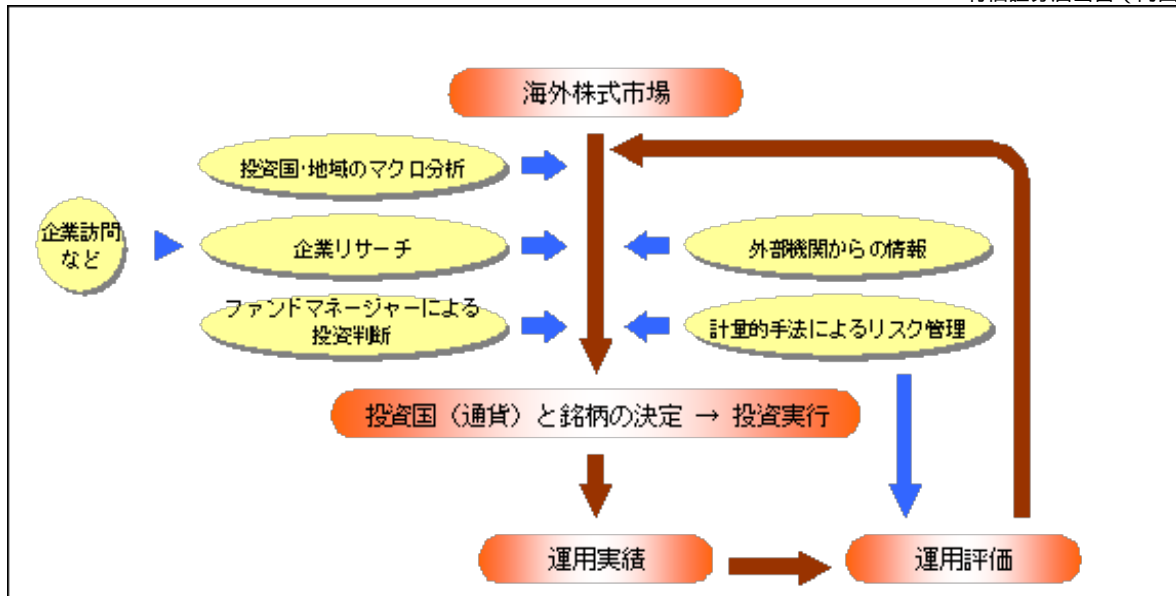 海外株式市場
投資国･地域のマクロ分析
企業訪問
など
企業リサーチ
外部機関からの情報
ファンドマネージャーによる
投資判断
計量的手法によるリスク管理
投資国（通貨）と銘柄の決定 → 投資実行
運用実績
運用評価